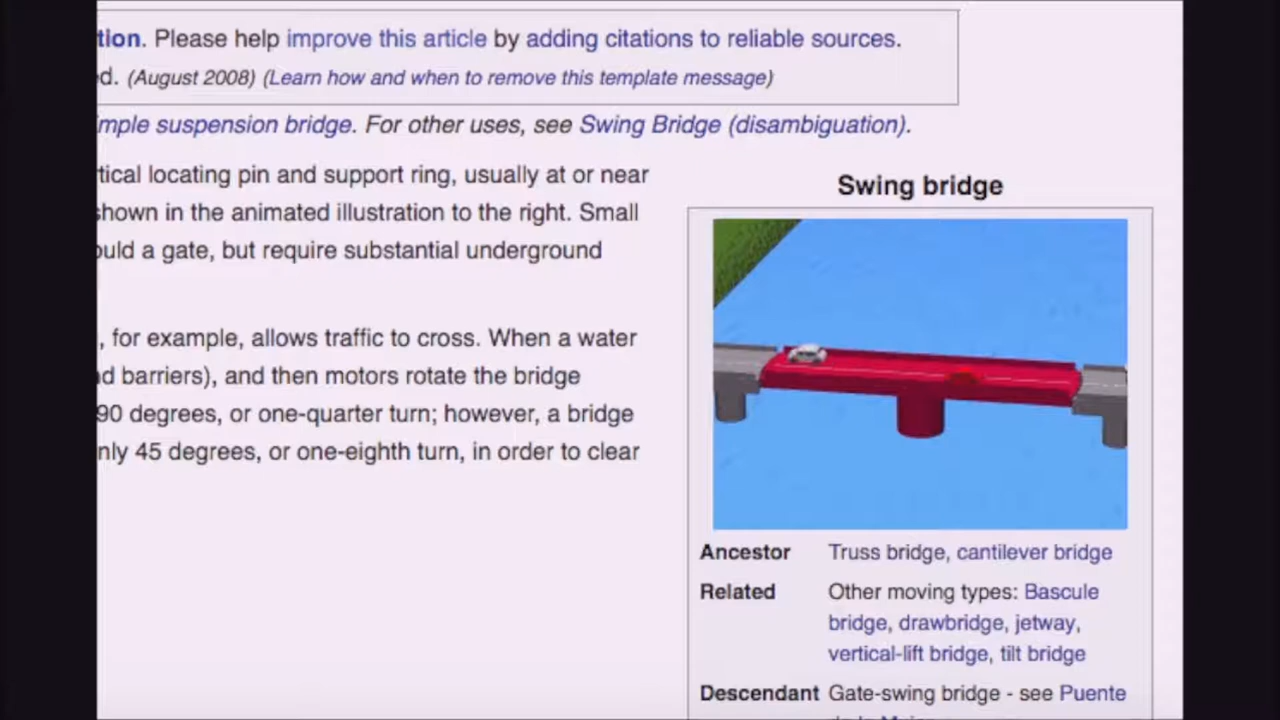 tion. Please help improve this article by adding citations to reliable sources.
d. (August 2008) (Learn how and when to remove this template message)
mple suspension bridge. For other uses, see Swing Bridge (disambiguation).
tical locating pin and support ring, usually at or near
shown in the animated illustration to the right. Small
ould a gate, but require substantial underground
, for example, allows traffic to cross. When a water
nd barriers), and then motors rotate the bridge
90 degrees, or one-quarter turn; however, a bridge
nly 45 degrees, or one-eighth turn, in order to clear
Swing bridge
Ancestor Truss bridge, cantilever bridge
Related Other moving types: Bascule
bridge, drawbridge, jetway,
vertical-lift bridge, tilt bridge
Descendant Gate-swing bridge - see Puente